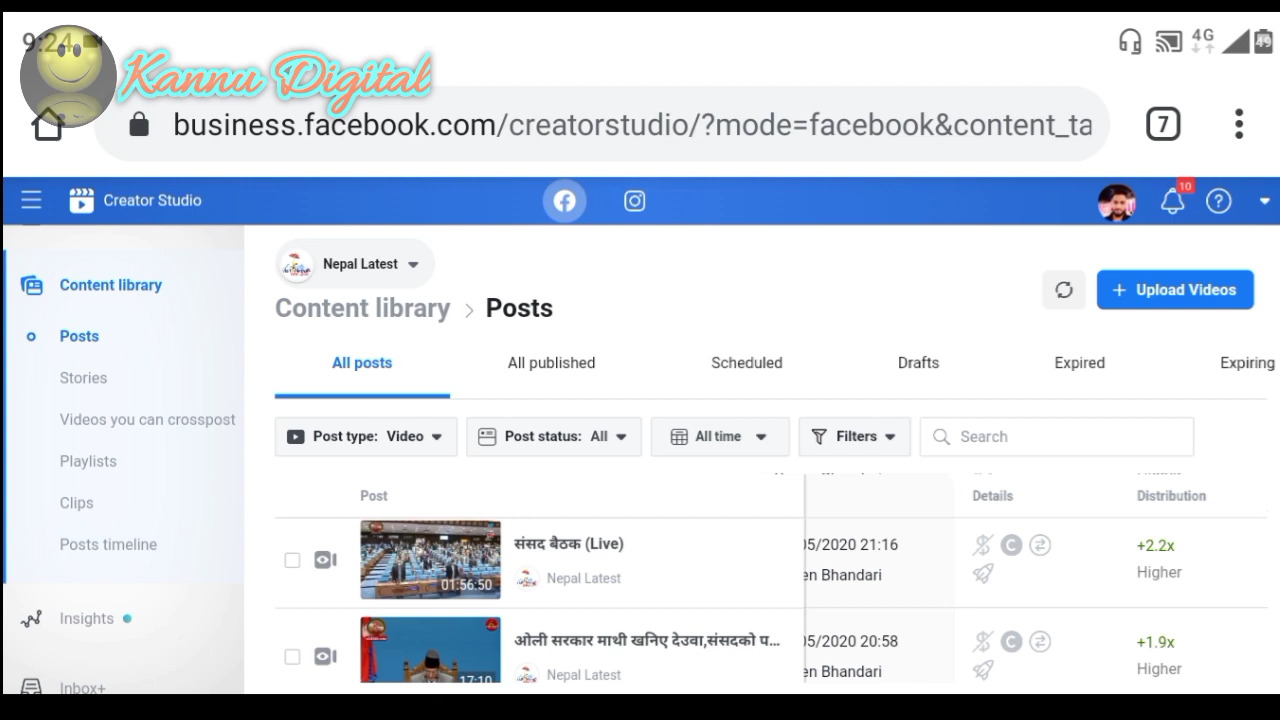 9:24
Kannu Digital
4G
49
business.facebook.com/creatorstudio/?mode=facebook&content_ta
7
Creator Studio
10
Content library
Posts
Stories
Videos you can crosspost
Playlists
Clips
Posts timeline
Insights
Inbox+
Nepal Latest
Content library > Posts
Upload Videos
All posts
All published
Scheduled
Drafts
Expired
Expiring
Post type: Video
Post status: All
All time
Filters
Search
Post
Details
Distribution
01:56:50
संसद बैठक (Live)
Nepal Latest
05/2020 21:16
en Bhandari
+2.2x
Higher
17:10
ओली सरकार माथी खनिए देउवा,संसदको प...
Nepal Latest
05/2020 20:58
en Bhandari
+1.9x
Higher